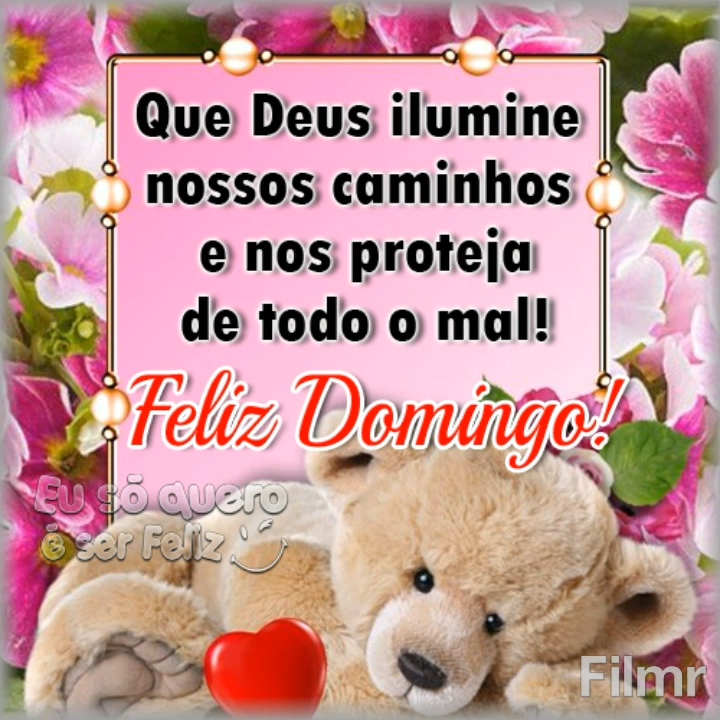 Que Deus ilumine
nossos caminhos
e nos proteja
de todo o mal!
Feliz Domingo!
Eu só quero
é ser Feliz
Filmr